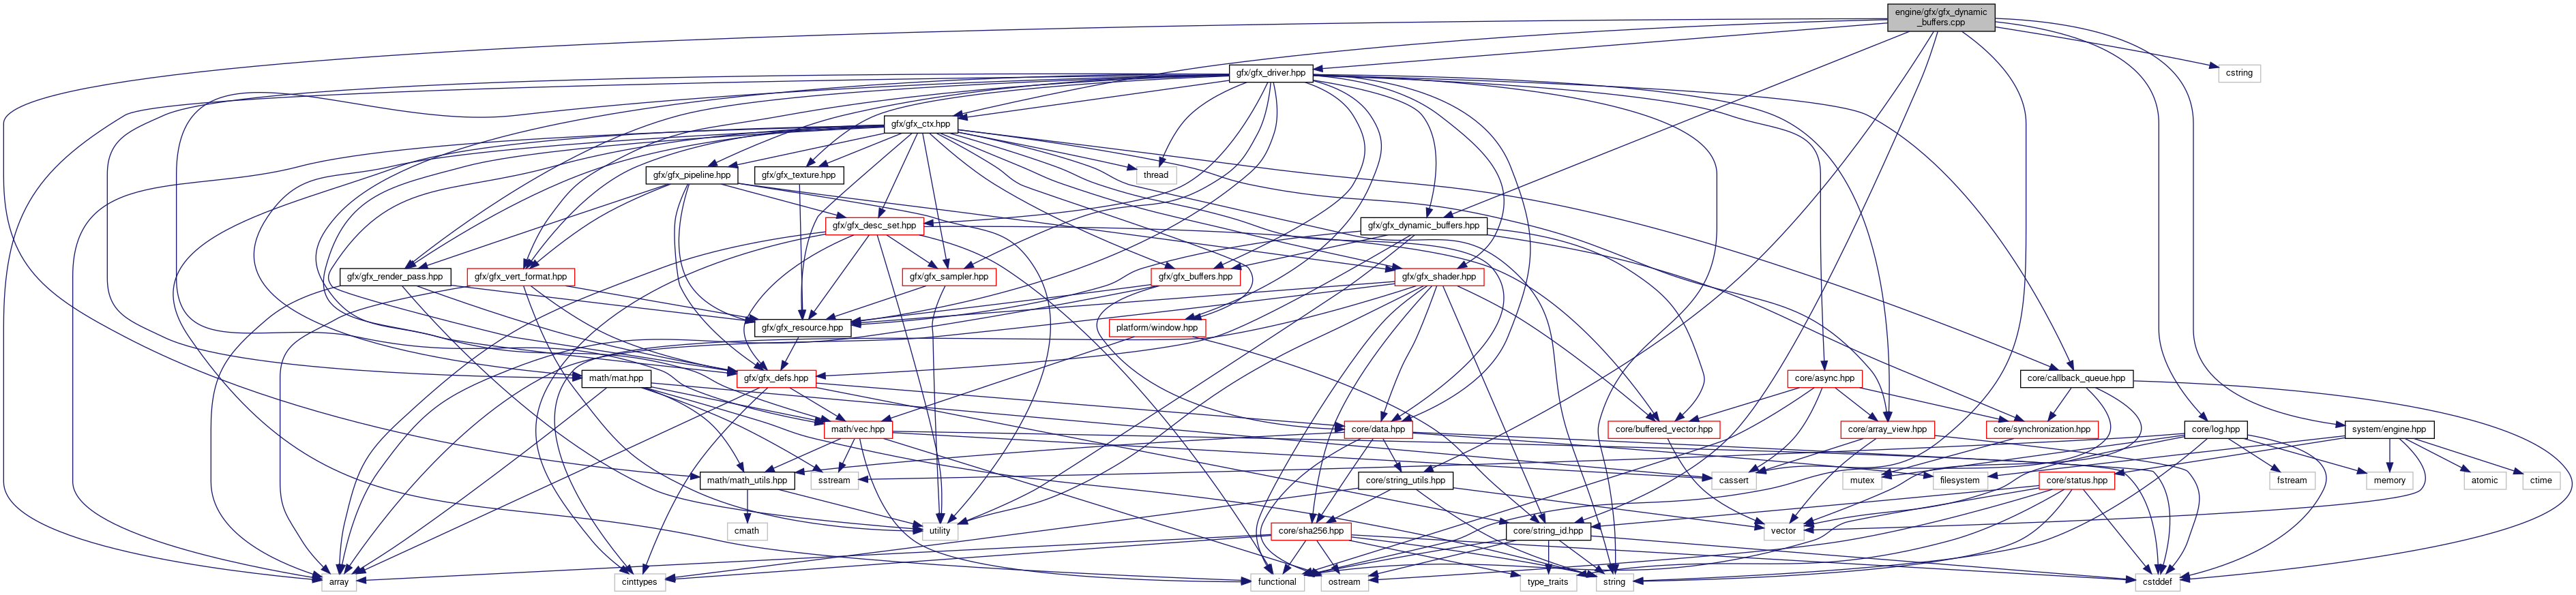 engine/gfx/gfx_dynamic
_buffers.cpp
gfx/gfx_driver.hpp
cstring
gfx/gfx_ctx.hpp
gfx/gfx_pipeline.hpp
gfx/gfx_texture.hpp
thread
gfx/gfx_desc_set.hpp
gfx/gfx_dynamic_buffers.hpp
gfx/gfx_render_pass.hpp
gfx/gfx_vert_format.hpp
gfx/gfx_sampler.hpp
gfx/gfx_buffers.hpp
gfx/gfx_shader.hpp
gfx/gfx_resource.hpp
platform/window.hpp
math/mat.hpp
gfx/gfx_defs.hpp
core/async.hpp
core/callback_queue.hpp
math/vec.hpp
core/data.hpp
core/buffered_vector.hpp
core/array_view.hpp
core/synchronization.hpp
core/log.hpp
system/engine.hpp
math/math_utils.hpp
sstream
core/string_utils.hpp
cassert
mutex
filesystem
core/status.hpp
fstream
memory
atomic
ctime
cmath
utility
core/sha256.hpp
core/string_id.hpp
vector
array
cinttypes
functional
ostream
type_traits
string
cstddef